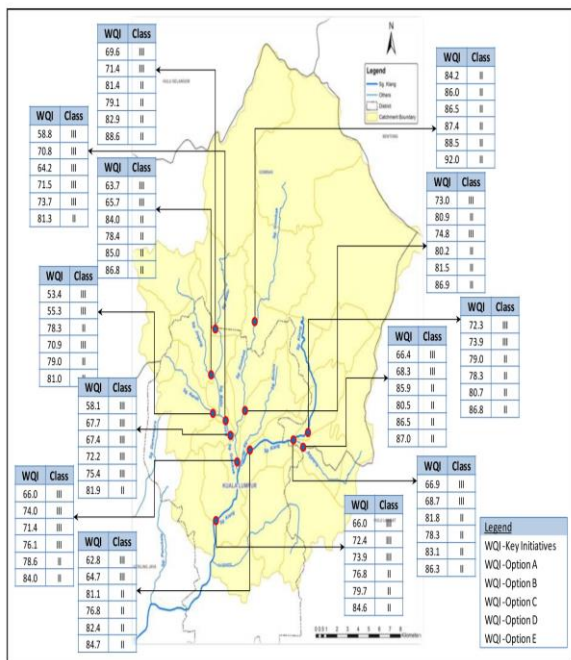 WQI Class
69.6 III
71.4 III
81.4 II
79.1 II
82.9 II
88.6 II
WQI Class
84.2 II
86.0 II
86.5 II
87.4 II
88.5 II
92.0 II
N
Legend
Sg. Klang
Others
District
Catchment Boundary
WQI Class
58.8 III
70.8 III
64.2 III
71.5 III
73.7 III
81.3 II
WQI Class
63.7 III
65.7 III
84.0 II
78.4 II
85.0 II
86.8 II
WQI Class
73.0 III
80.9 II
74.8 III
80.2 II
81.5 II
86.9 II
WQI Class
53.4 III
55.3 III
78.3 II
70.9 III
79.0 II
81.0 II
WQI Class
72.3 III
73.9 III
79.0 II
78.3 II
80.7 II
86.8 II
WQI Class
66.4 III
68.3 III
85.9 II
80.5 II
86.5 II
87.0 II
WQI Class
58.1 III
67.7 III
67.4 III
72.2 III
75.4 III
81.9 II
WQI Class
66.0 III
74.0 III
71.4 III
76.1 III
78.6 II
84.0 II
WQI Class
66.9 III
68.7 III
81.8 II
78.3 II
83.1 II
86.3 II
KUALA LUMPUR
Sg. Klang
Sg. Klang
WQI Class
62.8 III
64.7 III
81.1 II
76.8 II
82.4 II
84.7 II
WQI Class
66.0 III
72.4 III
73.9 III
76.8 II
79.7 II
84.6 II
Legend
WQI -Key Initiatives
WQI -Option A
WQI -Option B
WQI -Option C
WQI -Option D
WQI -Option E